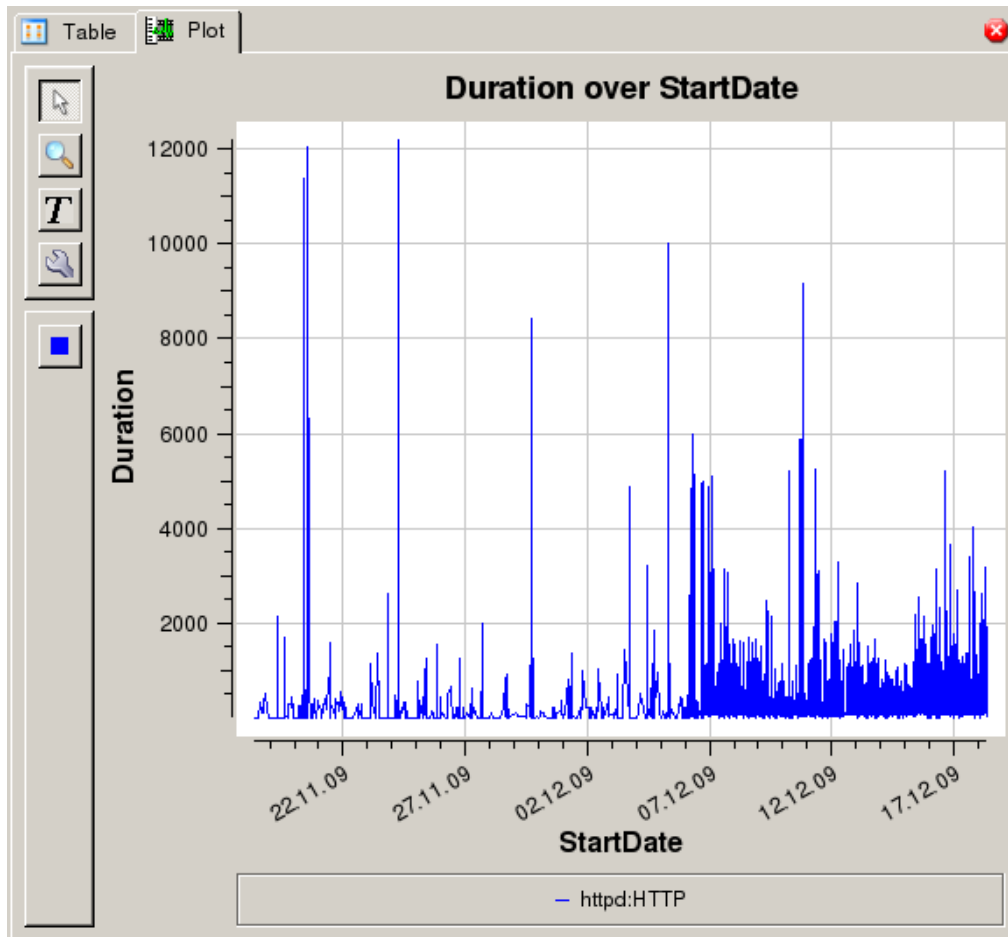 Table Plot
Duration over StartDate
T
12000
10000
8000
6000
4000
2000
Duration
22.11.09 27.11.09 02.12.09 07.12.09 12.12.09 17.12.09
StartDate
httpd:HTTP